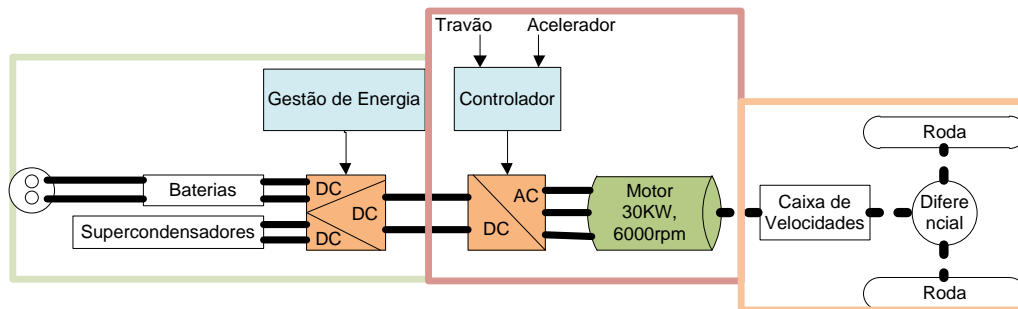 Travão
Acelerador
Gestão de Energia
Controlador
Roda
Baterias
DC
DC
DC
Supercondensadores
AC
DC
Motor
30KW,
6000rpm
Caixa de
Velocidades
Difere
ncial
Roda